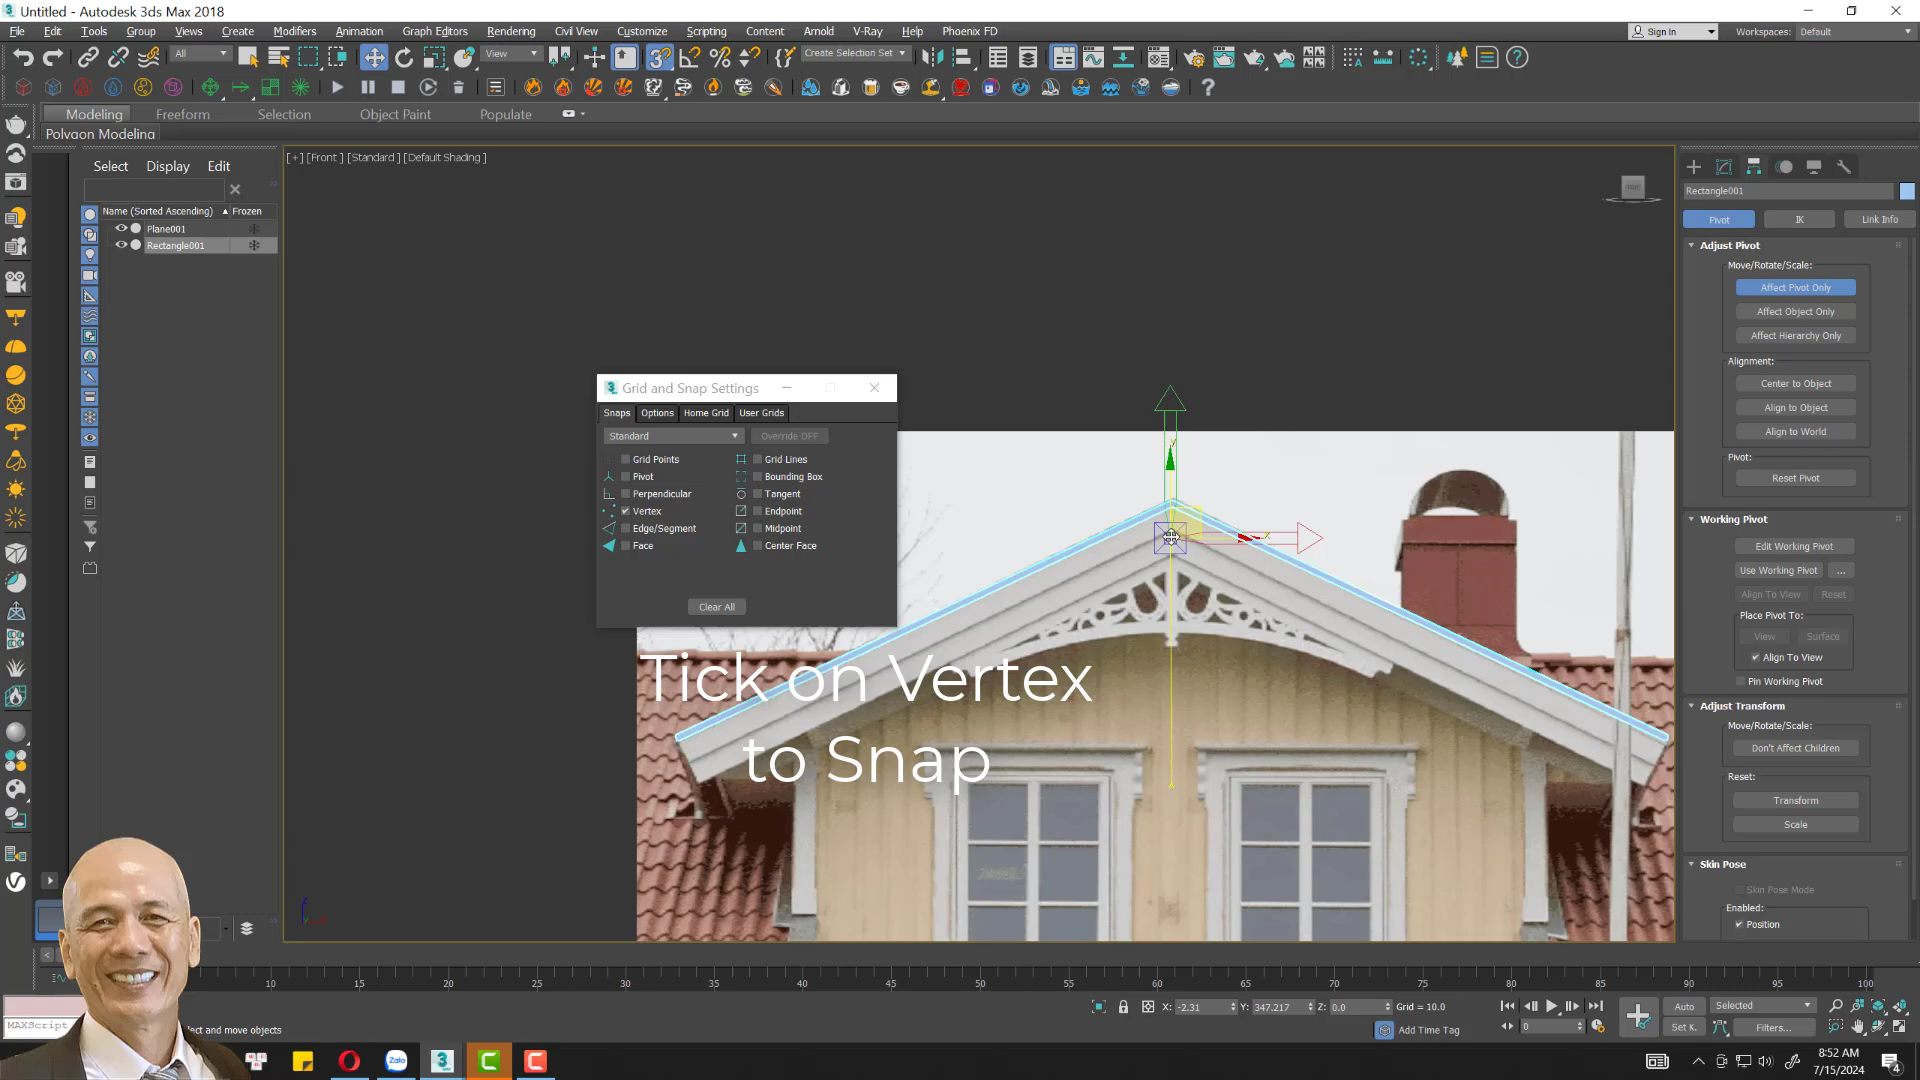 Untitled - Autodesk 3ds Max 2018
File Edit Tools Group Views Create Modifiers Animation Graph Editors Rendering Civil View Customize Scripting Content Arnold V-Ray Help Phoenix FD
Sign In
Workspaces: Default
All
View
Create Selection Set
Modeling Freeform Selection Object Paint Populate
Polygon Modeling
Select Display Edit
Name (Sorted Ascending) Frozen
Plane001
Rectangle001
[+] [Front ] [Standard ] [Default Shading ]
Grid and Snap Settings
Snaps Options Home Grid User Grids
Standard Override OFF
Grid Points Grid Lines
Pivot Bounding Box
Perpendicular Tangent
Vertex Endpoint
Edge/Segment Midpoint
Face Center Face
Clear All
y
x
Tick on Vertex
to Snap
Rectangle001
Pivot IK Link Info
Adjust Pivot
Move/Rotate/Scale:
Affect Pivot Only
Affect Object Only
Affect Hierarchy Only
Alignment:
Center to Object
Align to Object
Align to World
Pivot:
Reset Pivot
Working Pivot
Edit Working Pivot
Use Working Pivot ...
Align To View Reset
Place Pivot To:
View Surface
Align To View
Pin Working Pivot
Adjust Transform
Move/Rotate/Scale:
Don't Affect Children
Reset:
Transform
Scale
Skin Pose
Skin Pose Mode
Enabled:
Position
10 15 20 25 30 35 40 45 50 55 60 65 70 75 80 85 90 95 100
X: -2.31 Y: 347.217 Z: 0.0 Grid = 10.0
Auto Selected
MAXScript
lect and move objects
Add Time Tag
0
Set K. Filters...
Zalo
8:52 AM
7/15/2024
4